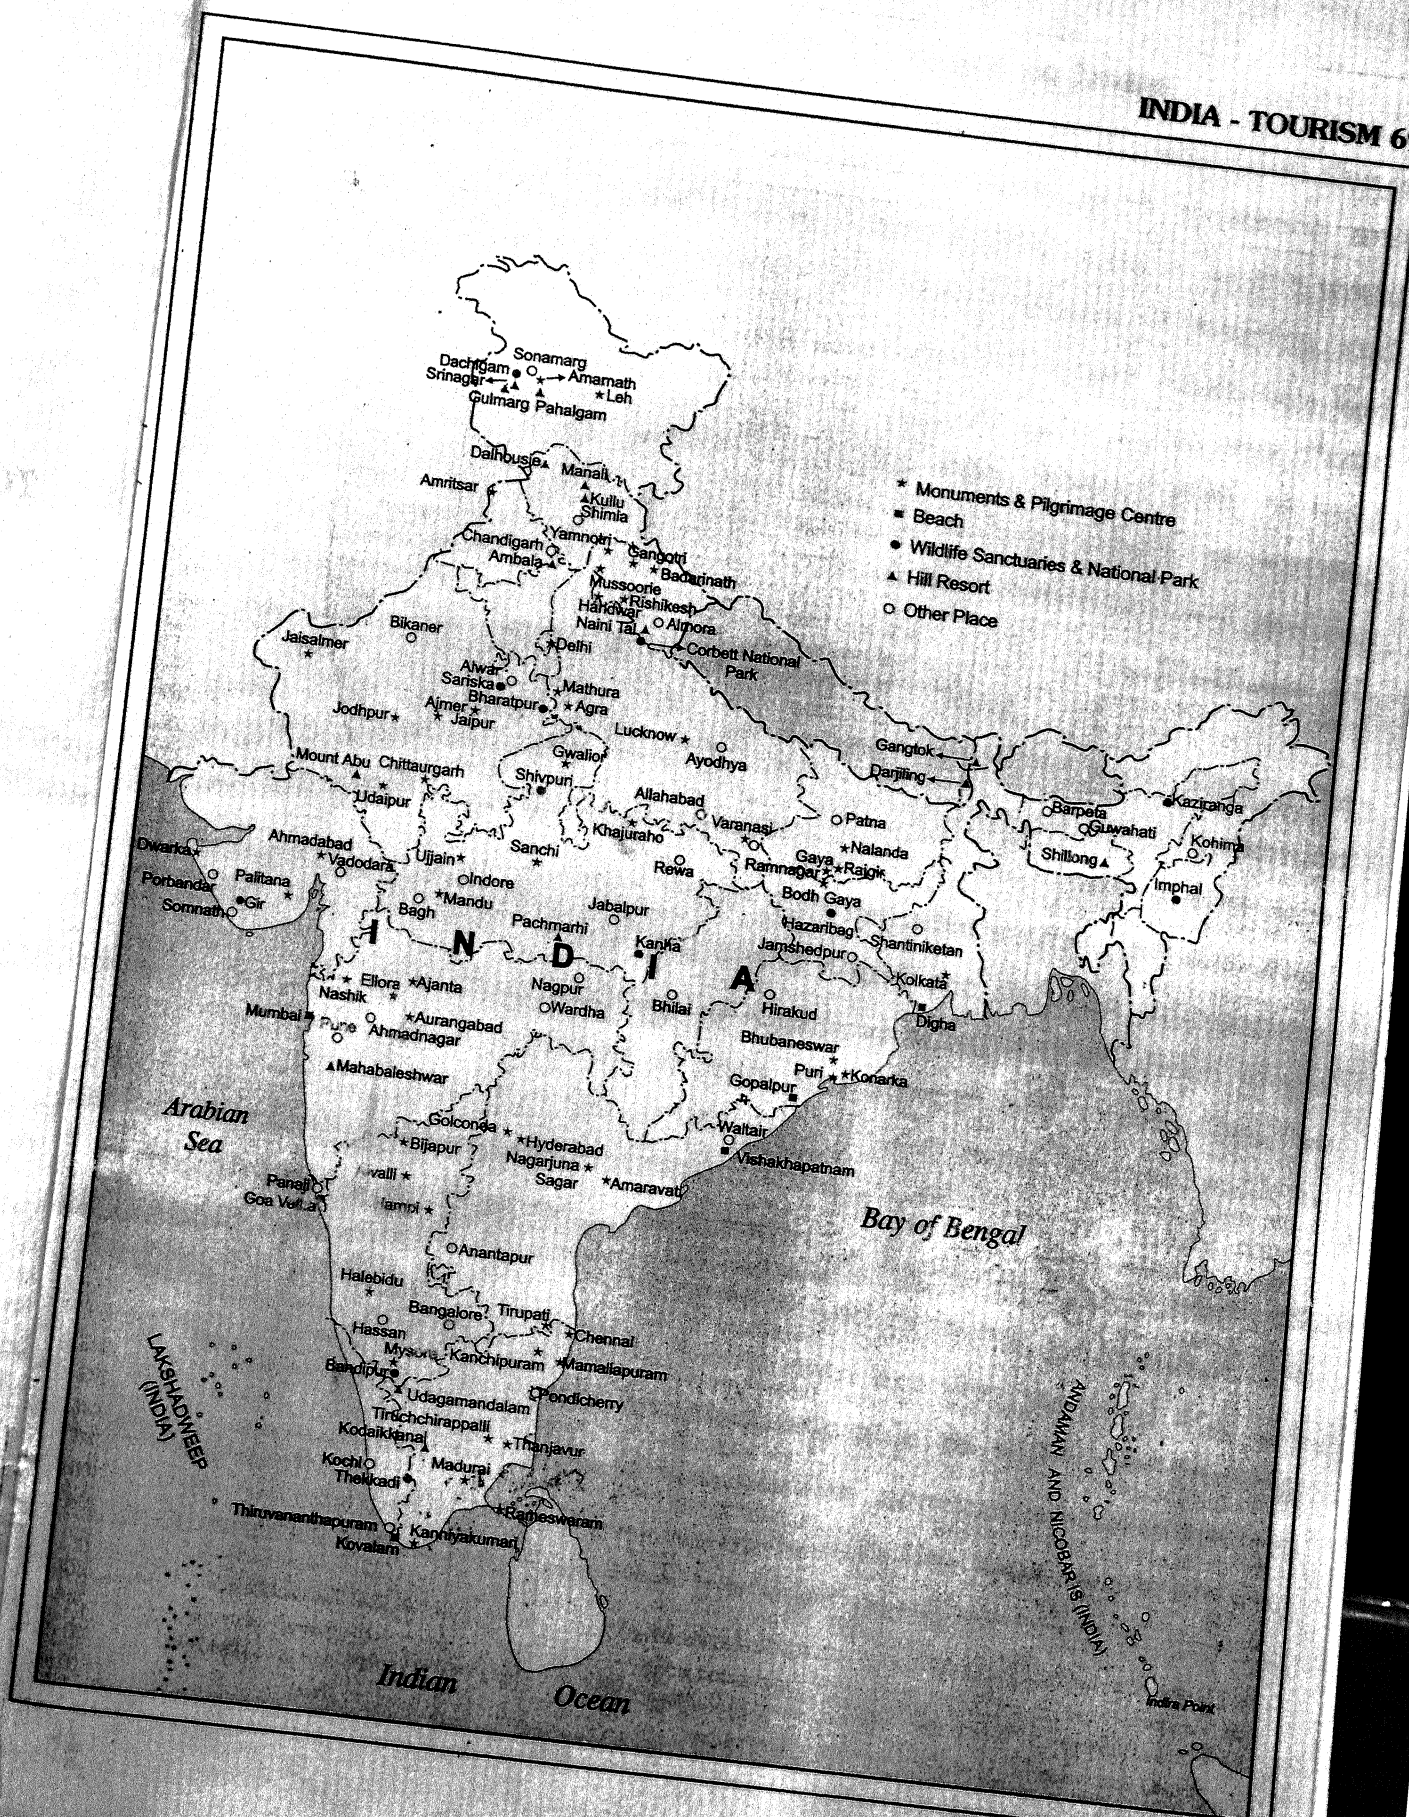 INDIA - TOURISM 6
Sonamarg
Dachigam
Amarnath
Srinagar
Leh
Gulmarg Pahalgam
Dalhousie
Manali
Amritsar
Kullu
Shimla
Monuments & Pilgrimage Centre
Beach
Wildlife Sanctuaries & National Park
Hill Resort
Other Place
Yamnotri
Chandigarh
Gangotri
Ambala
Badarinath
Mussoorie
Rishikesh
Haridwar
Almora
Naini Tal
Corbett National
Park
Bikaner
Jaisalmer
Delhi
Alwar
Sariska
Mathura
Bharatpur
Agra
Ajmer
Jodhpur
Jaipur
Lucknow
Ayodhya
Gangtok
Darjiling
Gwalior
Mount Abu Chittaurgarh
Shivpuri
Udaipur
Allahabad
Varanasi
Patna
Khajuraho
Barpeta
Kaziranga
Guwahati
Kohima
Shillong
Imphal
Ahmadabad
Dwarka
Vadodara
Ujjain
Sanchi
Rewa
Gaya
Nalanda
Ramnagar
Rajgir
Bodh Gaya
Porbandar
Palitana
Gir
Somnath
Indore
Mandu
Bagh
Pachmarhi
Jabalpur
Kanha
Hazaribag
Jamshedpur
Shantiniketan
Kolkata
INDIA
Ellora
Ajanta
Nashik
Nagpur
Wardha
Bhilai
Hirakud
Digha
Mumbai
Pune
Aurangabad
Ahmadnagar
Mahabaleshwar
Bhubaneswar
Puri
Konarka
Gopalpur
Arabian
Sea
Golconda
Bijapur
Hyderabad
Nagarjuna
Sagar
Amaravati
Waltair
Vishakhapatnam
Panaji
Goa
Bay of Bengal
Anantapur
Halebidu
Bangalore
Tirupati
Hassan
Chennai
Kanchipuram
Mamallapuram
Bandipur
Udagamandalam
Pondicherry
Tiruchchirappalli
Kodaikkanal
Thanjavur
Kochi
Madurai
Thekkadi
Thiruvananthapuram
Rameswaram
Kanniyakumari
Kovalam
LAKSHADWEEP
(INDIA)
ANDAMAN AND NICOBAR IS (INDIA)
Indira Point
Indian Ocean